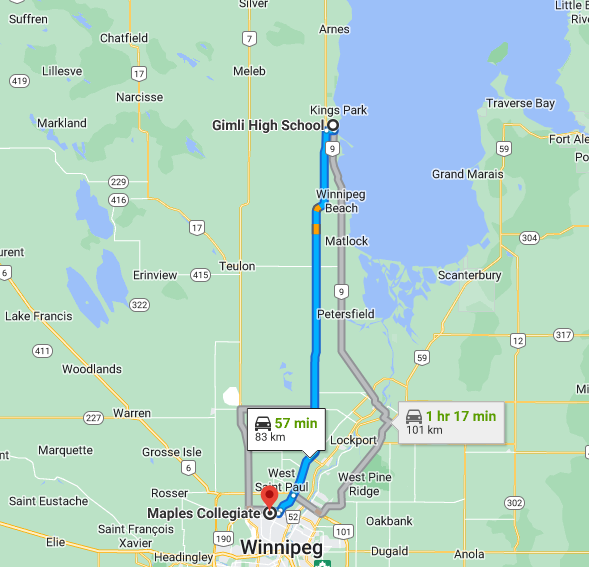 Suffren
Silver
Little B
Rive
Arnes
Chatfield
7
Lillesve
17
Meleb
419
Narcisse
Kings Park
Traverse Bay
Markland
Gimli High School
9
59
Fort Ale
Po
229
Grand Marais
416
Winnipeg
Beach
17
Matlock
304
urent
6
Teulon
Erinview
415
Scanterbury
322
9
Lake Francis
Petersfield
12
317
411
59
Woodlands
Mi
Warren
227
57 min
83 km
1 hr 17 min
101 km
Lockport
Marquette
Grosse Isle
6
West
Saint Paul
West Pine
Ridge
Rosser
Saint Eustache
Maples Collegiate
52
302
Saint François
Xavier
Oakbank
Elie
190
101
Headingley
Winnipeg
Dugald
Anola